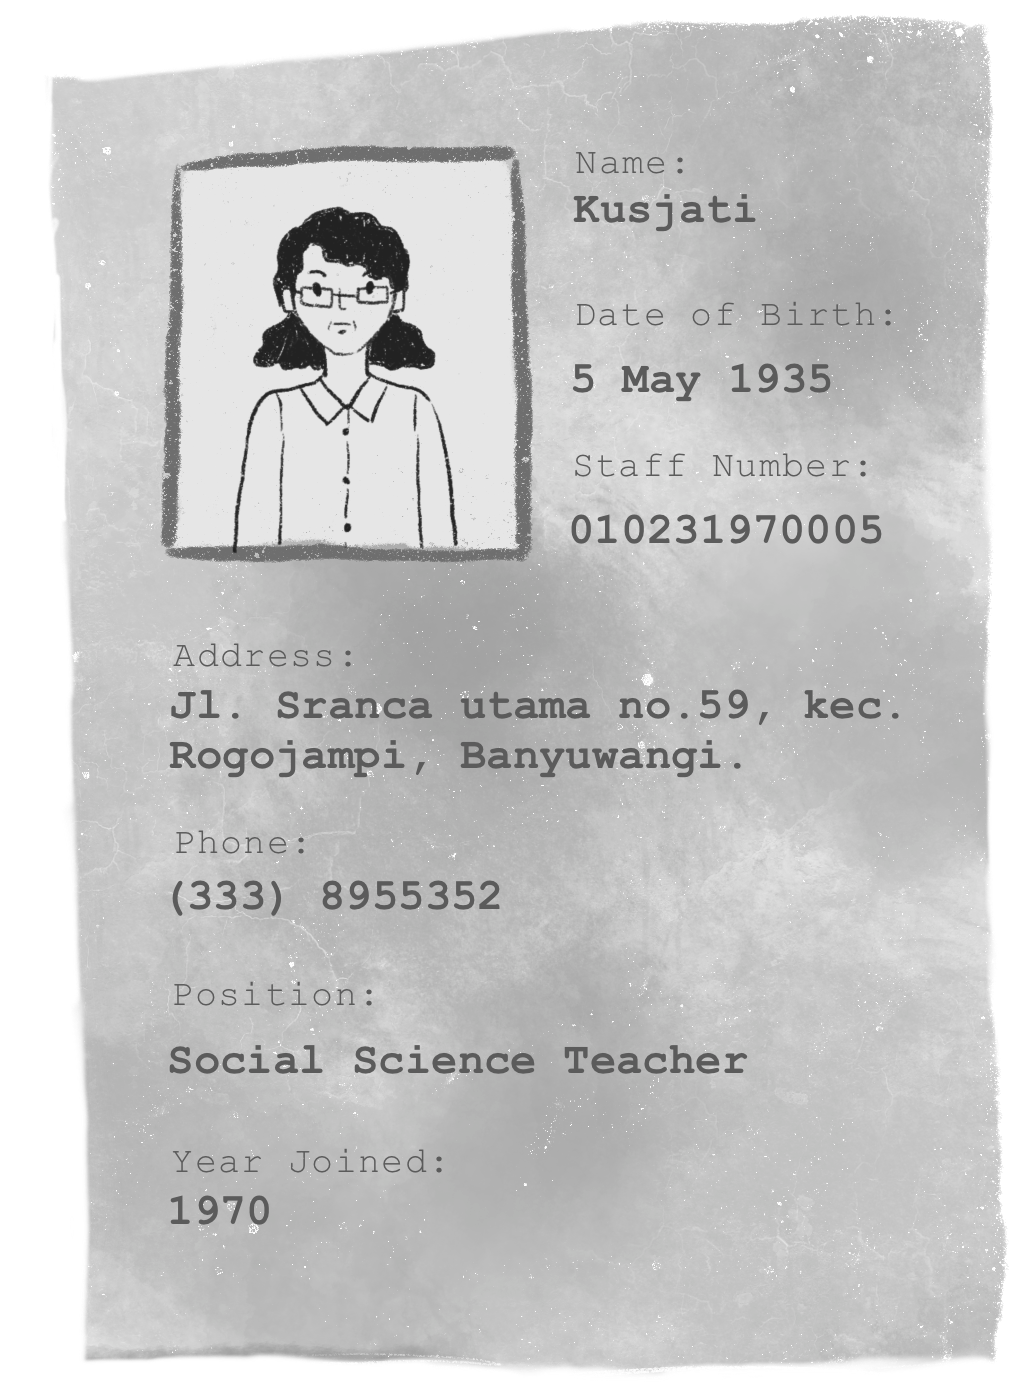 Name:
Kusjati
Date of Birth:
5 May 1935
Staff Number:
010231970005
Address:
Jl. Sranca utama no.59, kec.
Rogojampi, Banyuwangi.
Phone:
(333) 8955352
Position:
Social Science Teacher
Year Joined:
1970